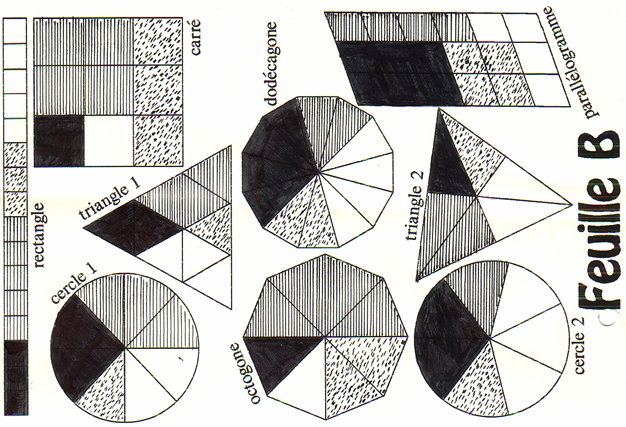 carré
dodécagone
parallélogramme
rectangle
triangle 1
triangle 2
cercle 1
octogone
cercle 2
Feuille B